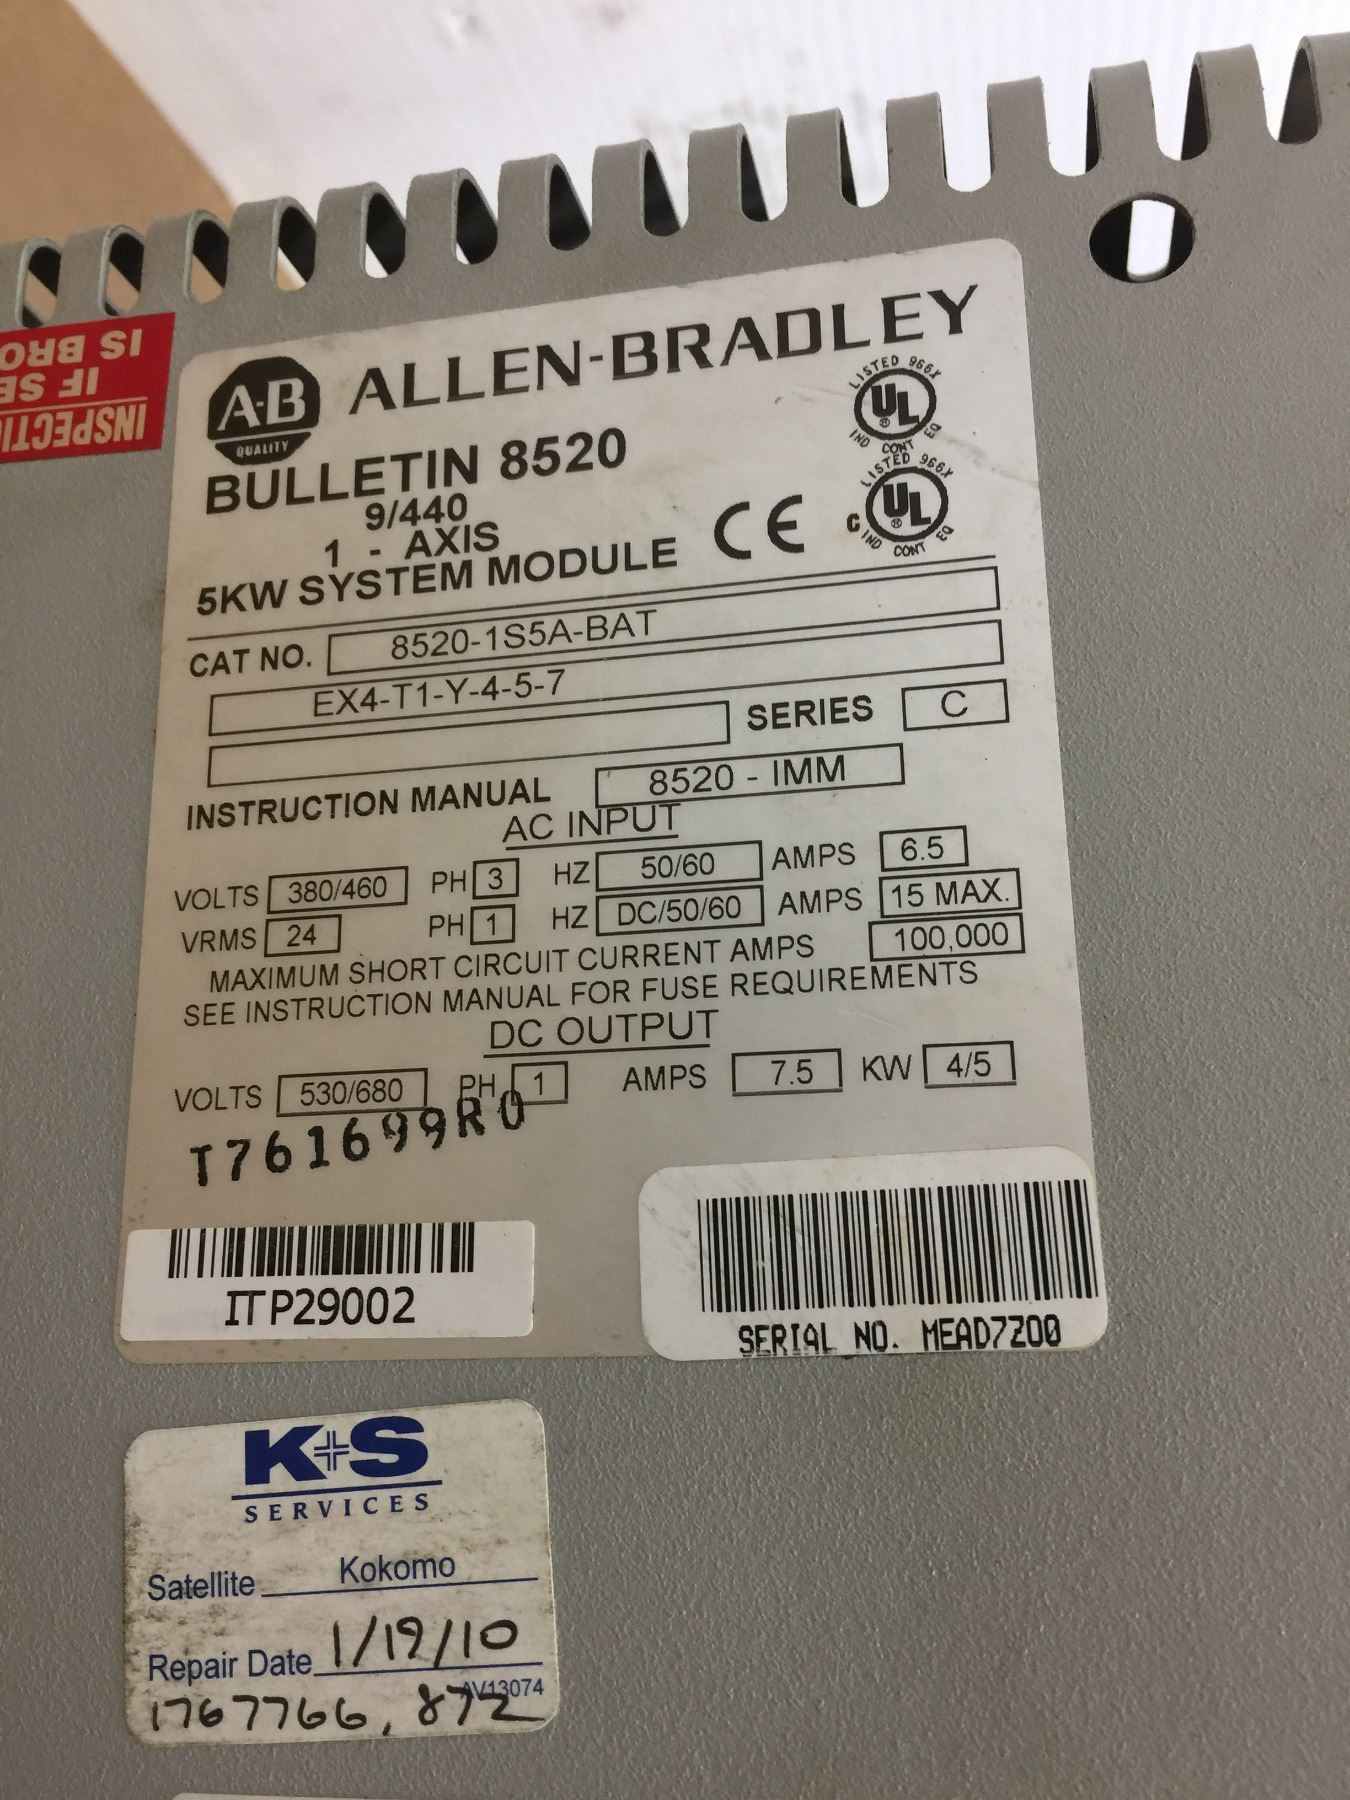 INSPECTI
IF SE
IS BRO
A-B
QUALITY
ALLEN-BRADLEY
BULLETIN 8520
9/440
1 - AXIS
5KW SYSTEM MODULE
CE
LISTED 966X
UL
®
IND CONT EQ
LISTED 966X
C UL
®
IND CONT EQ
CAT NO. 8520-1S5A-BAT
EX4-T1-Y-4-5-7
SERIES C
INSTRUCTION MANUAL 8520 - IMM
AC INPUT
VOLTS 380/460 PH 3 HZ 50/60 AMPS 6.5
VRMS 24 PH 1 HZ DC/50/60 AMPS 15 MAX.
MAXIMUM SHORT CIRCUIT CURRENT AMPS 100,000
SEE INSTRUCTION MANUAL FOR FUSE REQUIREMENTS
DC OUTPUT
VOLTS 530/680 PH 1 AMPS 7.5 KW 4/5
T761699R0
ITP29002
SERIAL NO. MEAD7Z00
K+S
SERVICES
Satellite Kokomo
Repair Date 1/19/10
AV13074
1767766, 872